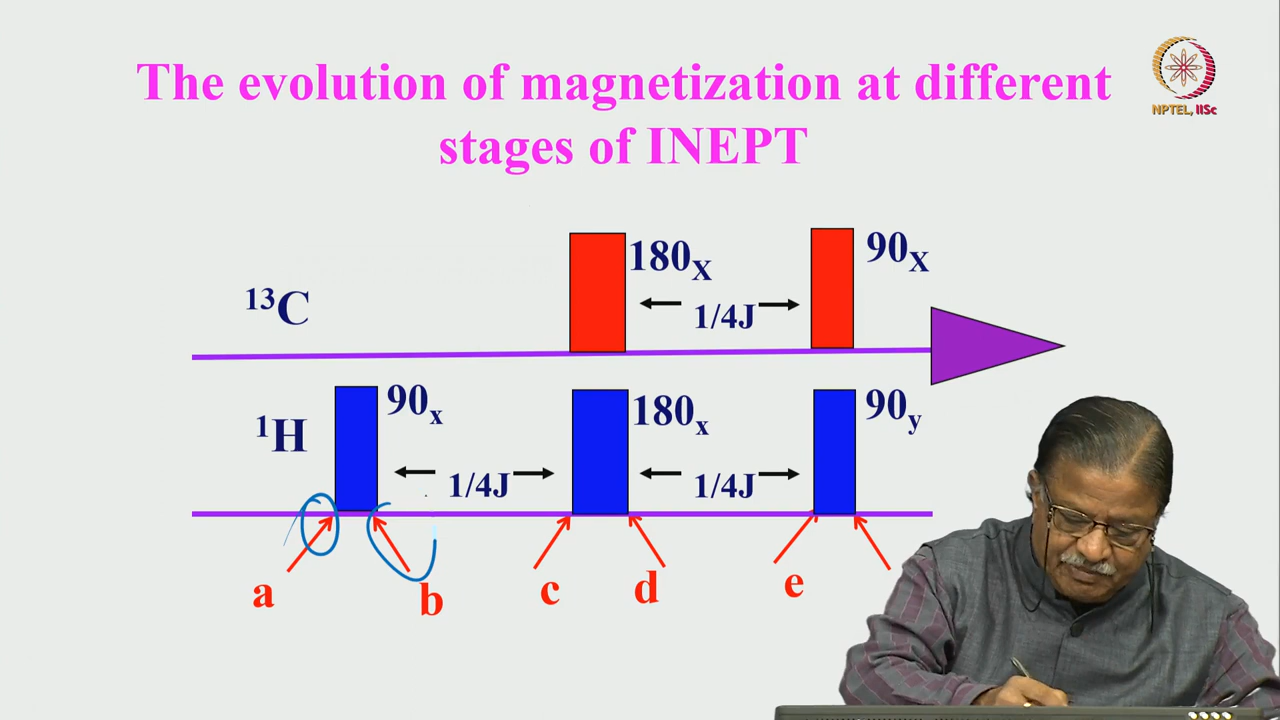 The evolution of magnetization at different
stages of INEPT
NPTEL, IISc
180X
90X
1/4J
13C
90x
180x
90y
1H
1/4J
1/4J
a
b
c
d
e